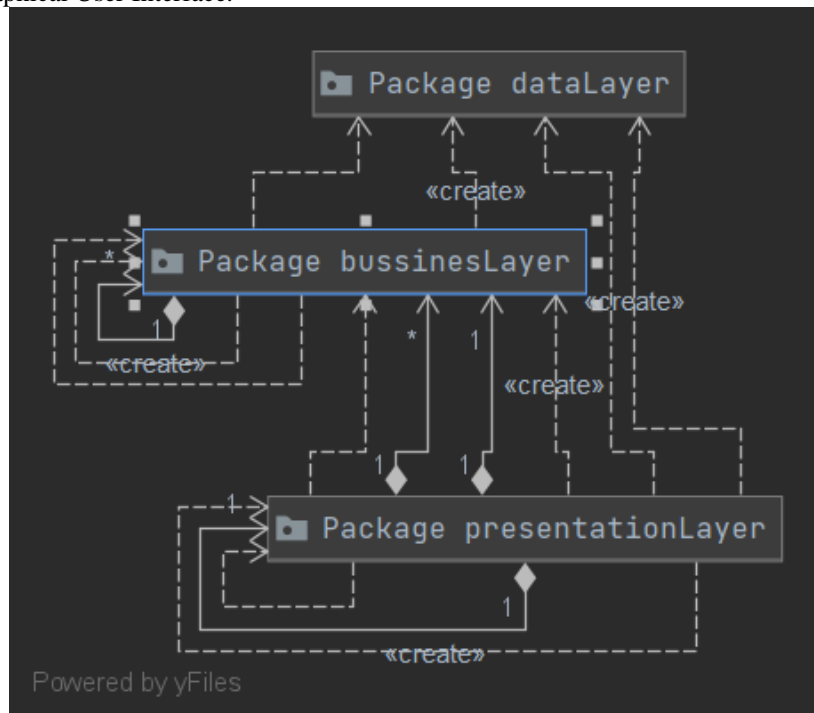 Package dataLayer
«create»
*
Package bussinesLayer
«create»
1
«create»
*
1
«create»
1
1
1
Package presentationLayer
1
«create»
Powered by yFiles